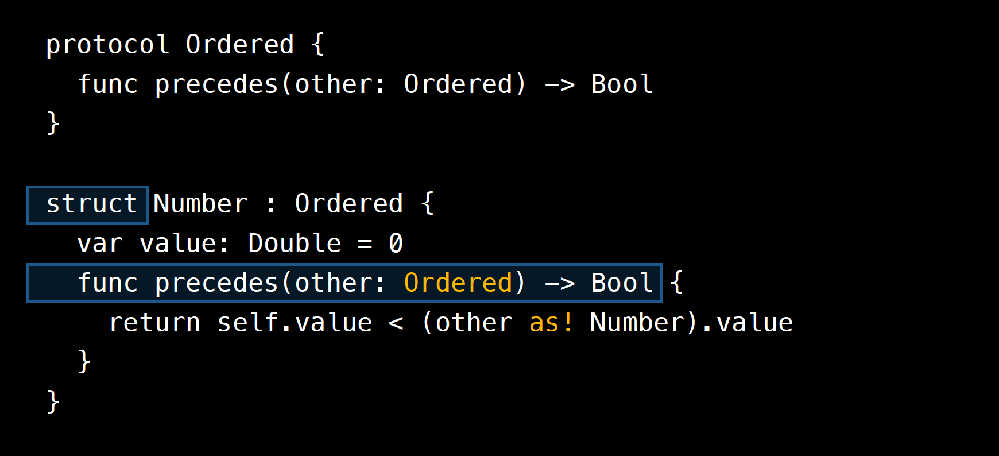 protocol Ordered {
  func precedes(other: Ordered) -> Bool
}
struct Number : Ordered {
  var value: Double = 0
  func precedes(other: Ordered) -> Bool {
    return self.value < (other as! Number).value
  }
}